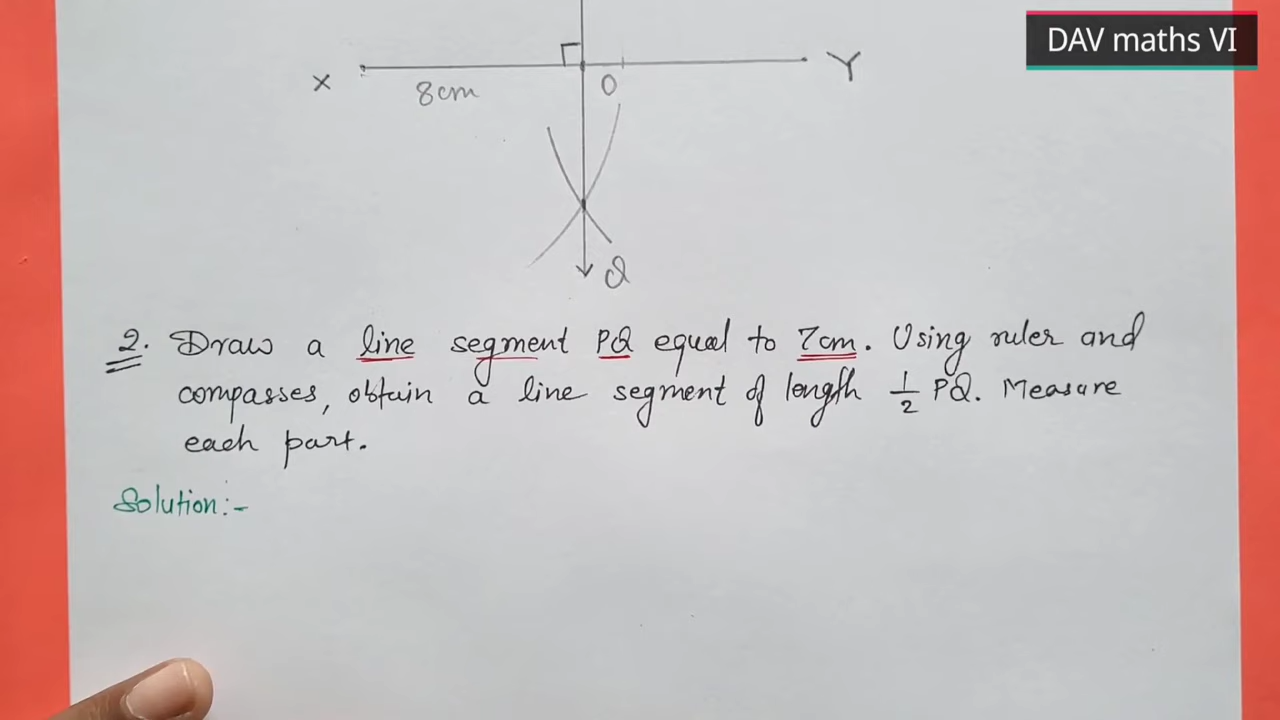 DAV maths VI
X
8cm
O
Y
Q
2. Draw a line segment PQ equal to 7cm. Using ruler and
compasses, obtain a line segment of length 1/2 PQ. Measure
each part.
Solution:-